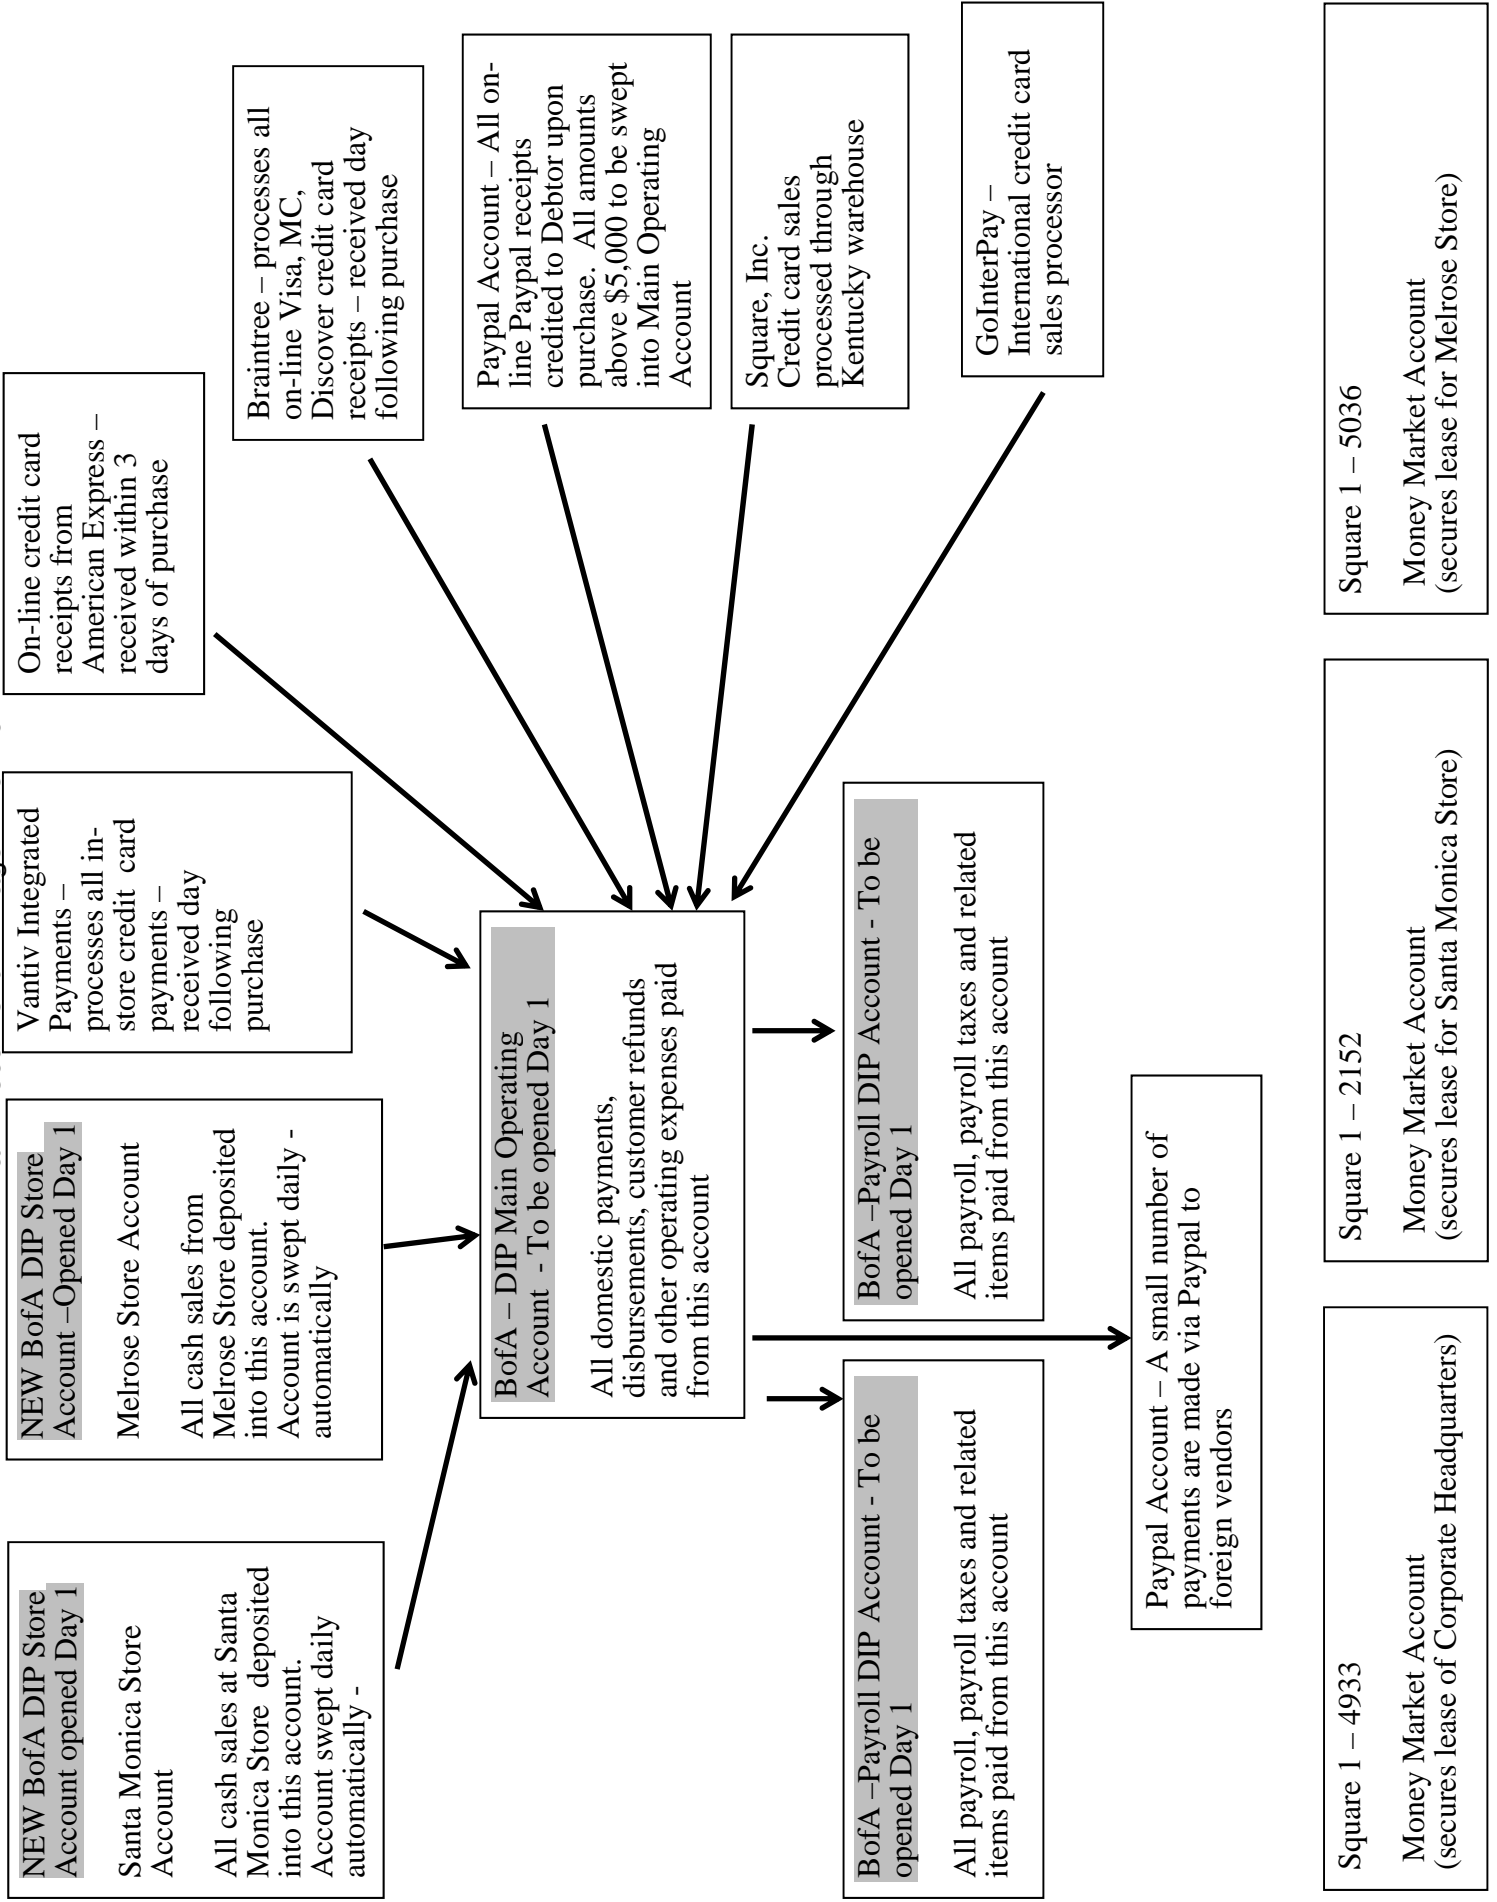 NEW BofA DIP Store
Account opened Day 1
Santa Monica Store
Account
All cash sales at Santa
Monica Store  deposited
into this account.
Account swept daily
automatically -
NEW BofA DIP Store
Account –Opened Day 1
Melrose Store Account
All cash sales from
Melrose Store deposited
into this account.
Account is swept daily -
automatically
Vantiv Integrated
Payments –
processes all in-
store credit  card
payments –
received day
following
purchase
On-line credit card
receipts from
American Express –
received within 3
days of purchase
Braintree – processes all
on-line Visa, MC,
Discover credit card
receipts – received day
following purchase
Paypal Account – All on-
line Paypal receipts
credited to Debtor upon
purchase.  All amounts
above $5,000 to be swept
into Main Operating
Account
Square, Inc.
Credit card sales
processed through
Kentucky warehouse
GoInterPay –
International credit card
sales processor
BofA – DIP Main Operating
Account  - To be opened Day 1
All domestic payments,
disbursements, customer refunds
and other operating expenses paid
from this account
BofA –Payroll DIP Account - To be
opened Day 1
All payroll, payroll taxes and related
items paid from this account
BofA –Payroll DIP Account - To be
opened Day 1
All payroll, payroll taxes and related
items paid from this account
Paypal Account – A small number of
payments are made via Paypal to
foreign vendors
Square 1 – 4933
Money Market Account
(secures lease of Corporate Headquarters)
Square 1 – 2152
Money Market Account
(secures lease for Santa Monica Store)
Square 1 – 5036
Money Market Account
(secures lease for Melrose Store)